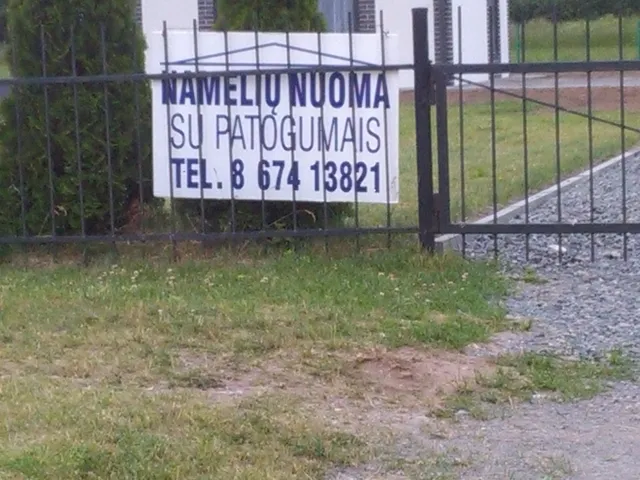 NAMELIŲ NUOMA
SU PATOGUMAIS
TEL. 8 674 13821